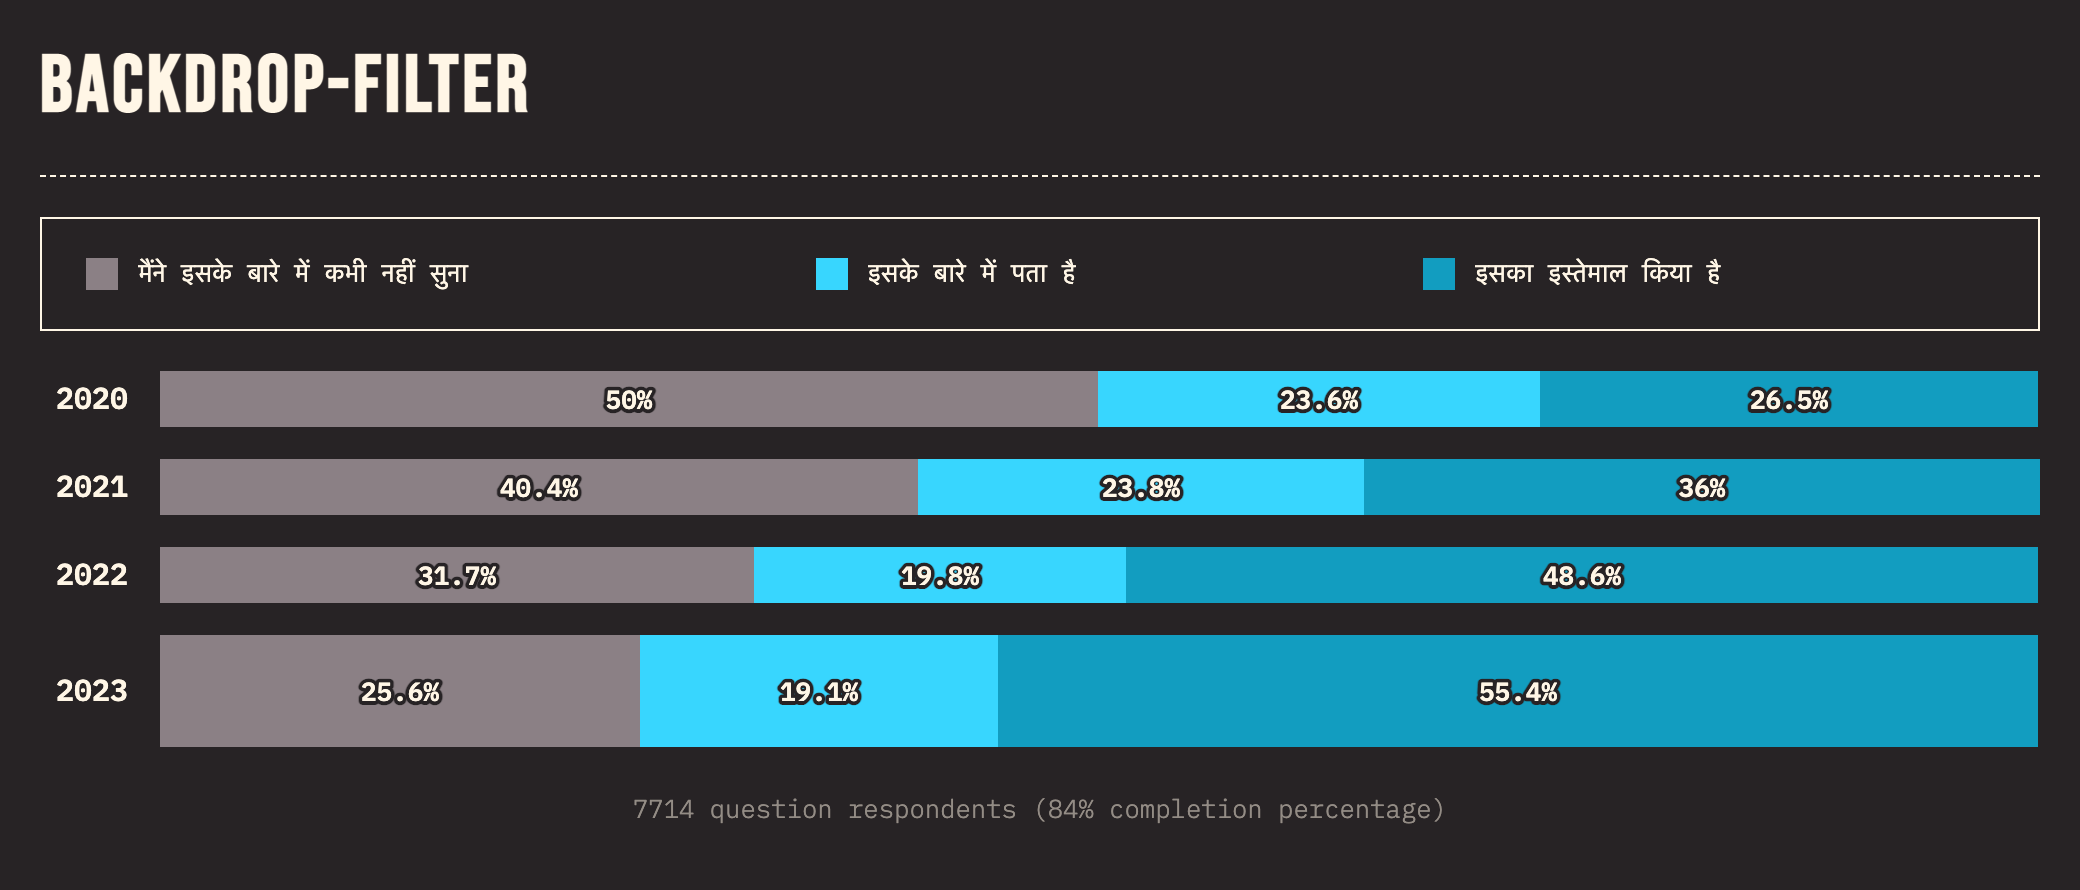 BACKDROP-FILTER
मैंने इसके बारे में कभी नहीं सुना इसके बारे में पता है इसका इस्तेमाल किया है
2020 50% 23.6% 26.5%
2021 40.4% 23.8% 36%
2022 31.7% 19.8% 48.6%
2023 25.6% 19.1% 55.4%
7714 question respondents (84% completion percentage)